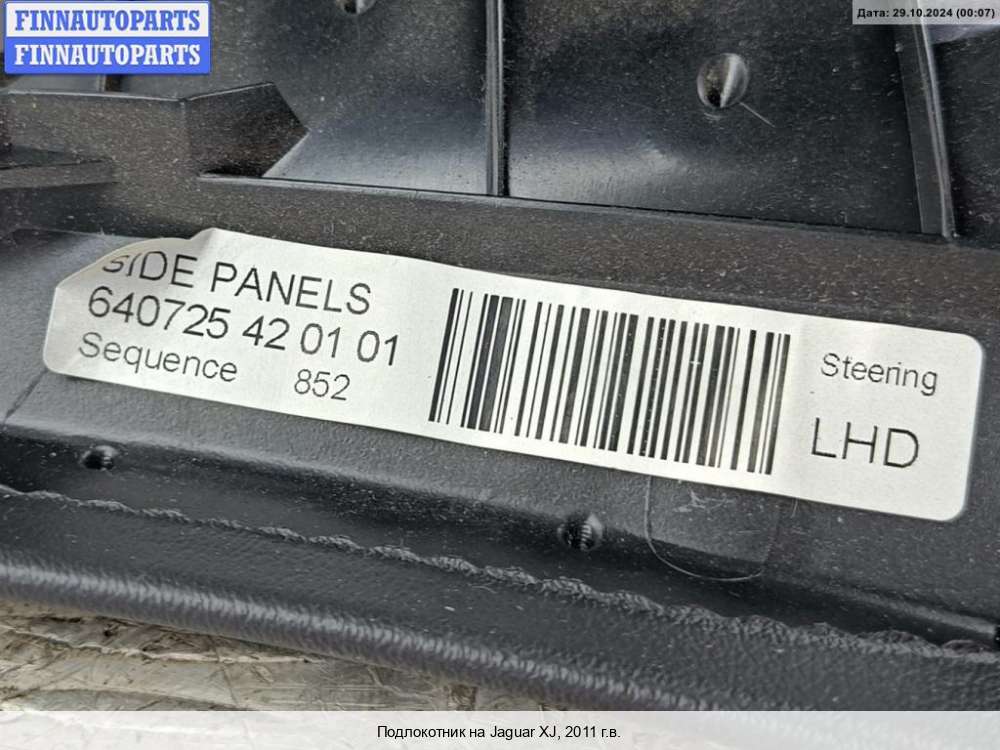 FINNAUTOPARTS
FINNAUTOPARTS
Дата: 29.10.2024 (00:07)
SIDE PANELS
640725 42 01 01
Sequence 852
Steering
LHD
Подлокотник на Jaguar XJ, 2011 г.в.